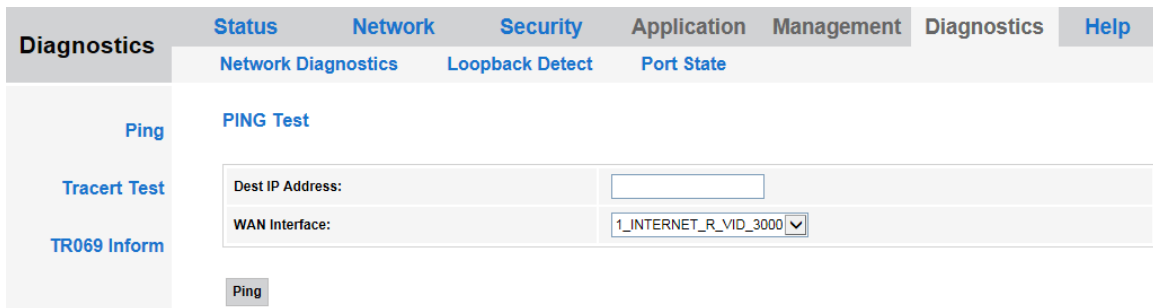 Diagnostics
Status Network Security Application Management Diagnostics Help
Network Diagnostics Loopback Detect Port State
Ping
Tracert Test
TR069 Inform
PING Test
Dest IP Address:
WAN Interface: 1_INTERNET_R_VID_3000
Ping